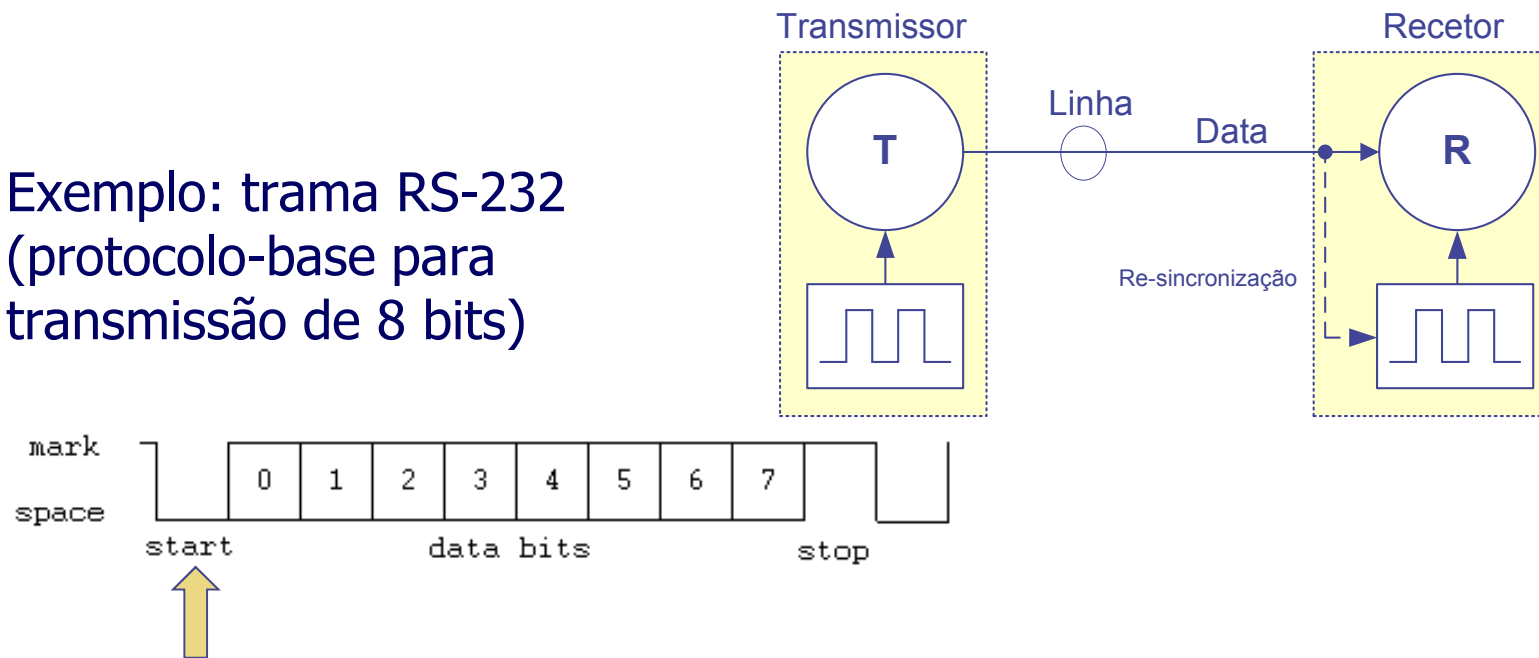 Transmissor
Recetor
T
Linha
Data
R
Re-sincronização
Exemplo: trama RS-232
(protocolo-base para
transmissão de 8 bits)
mark
0 1 2 3 4 5 6 7
space
start data bits stop